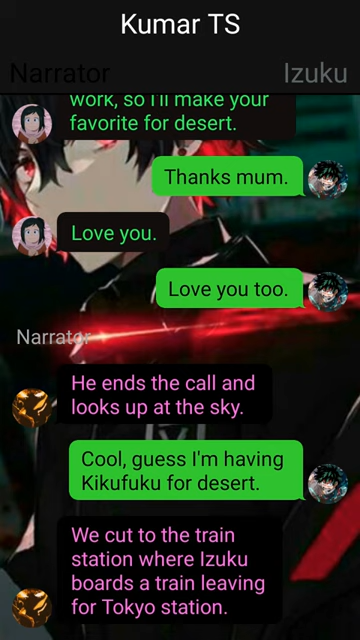 Kumar TS
Narrator
Izuku
work, so I'll make your
favorite for desert.
Thanks mum.
Love you.
Love you too.
Narrator
He ends the call and
looks up at the sky.
Cool, guess I'm having
Kikufuku for desert.
We cut to the train
station where Izuku
boards a train leaving
for Tokyo station.